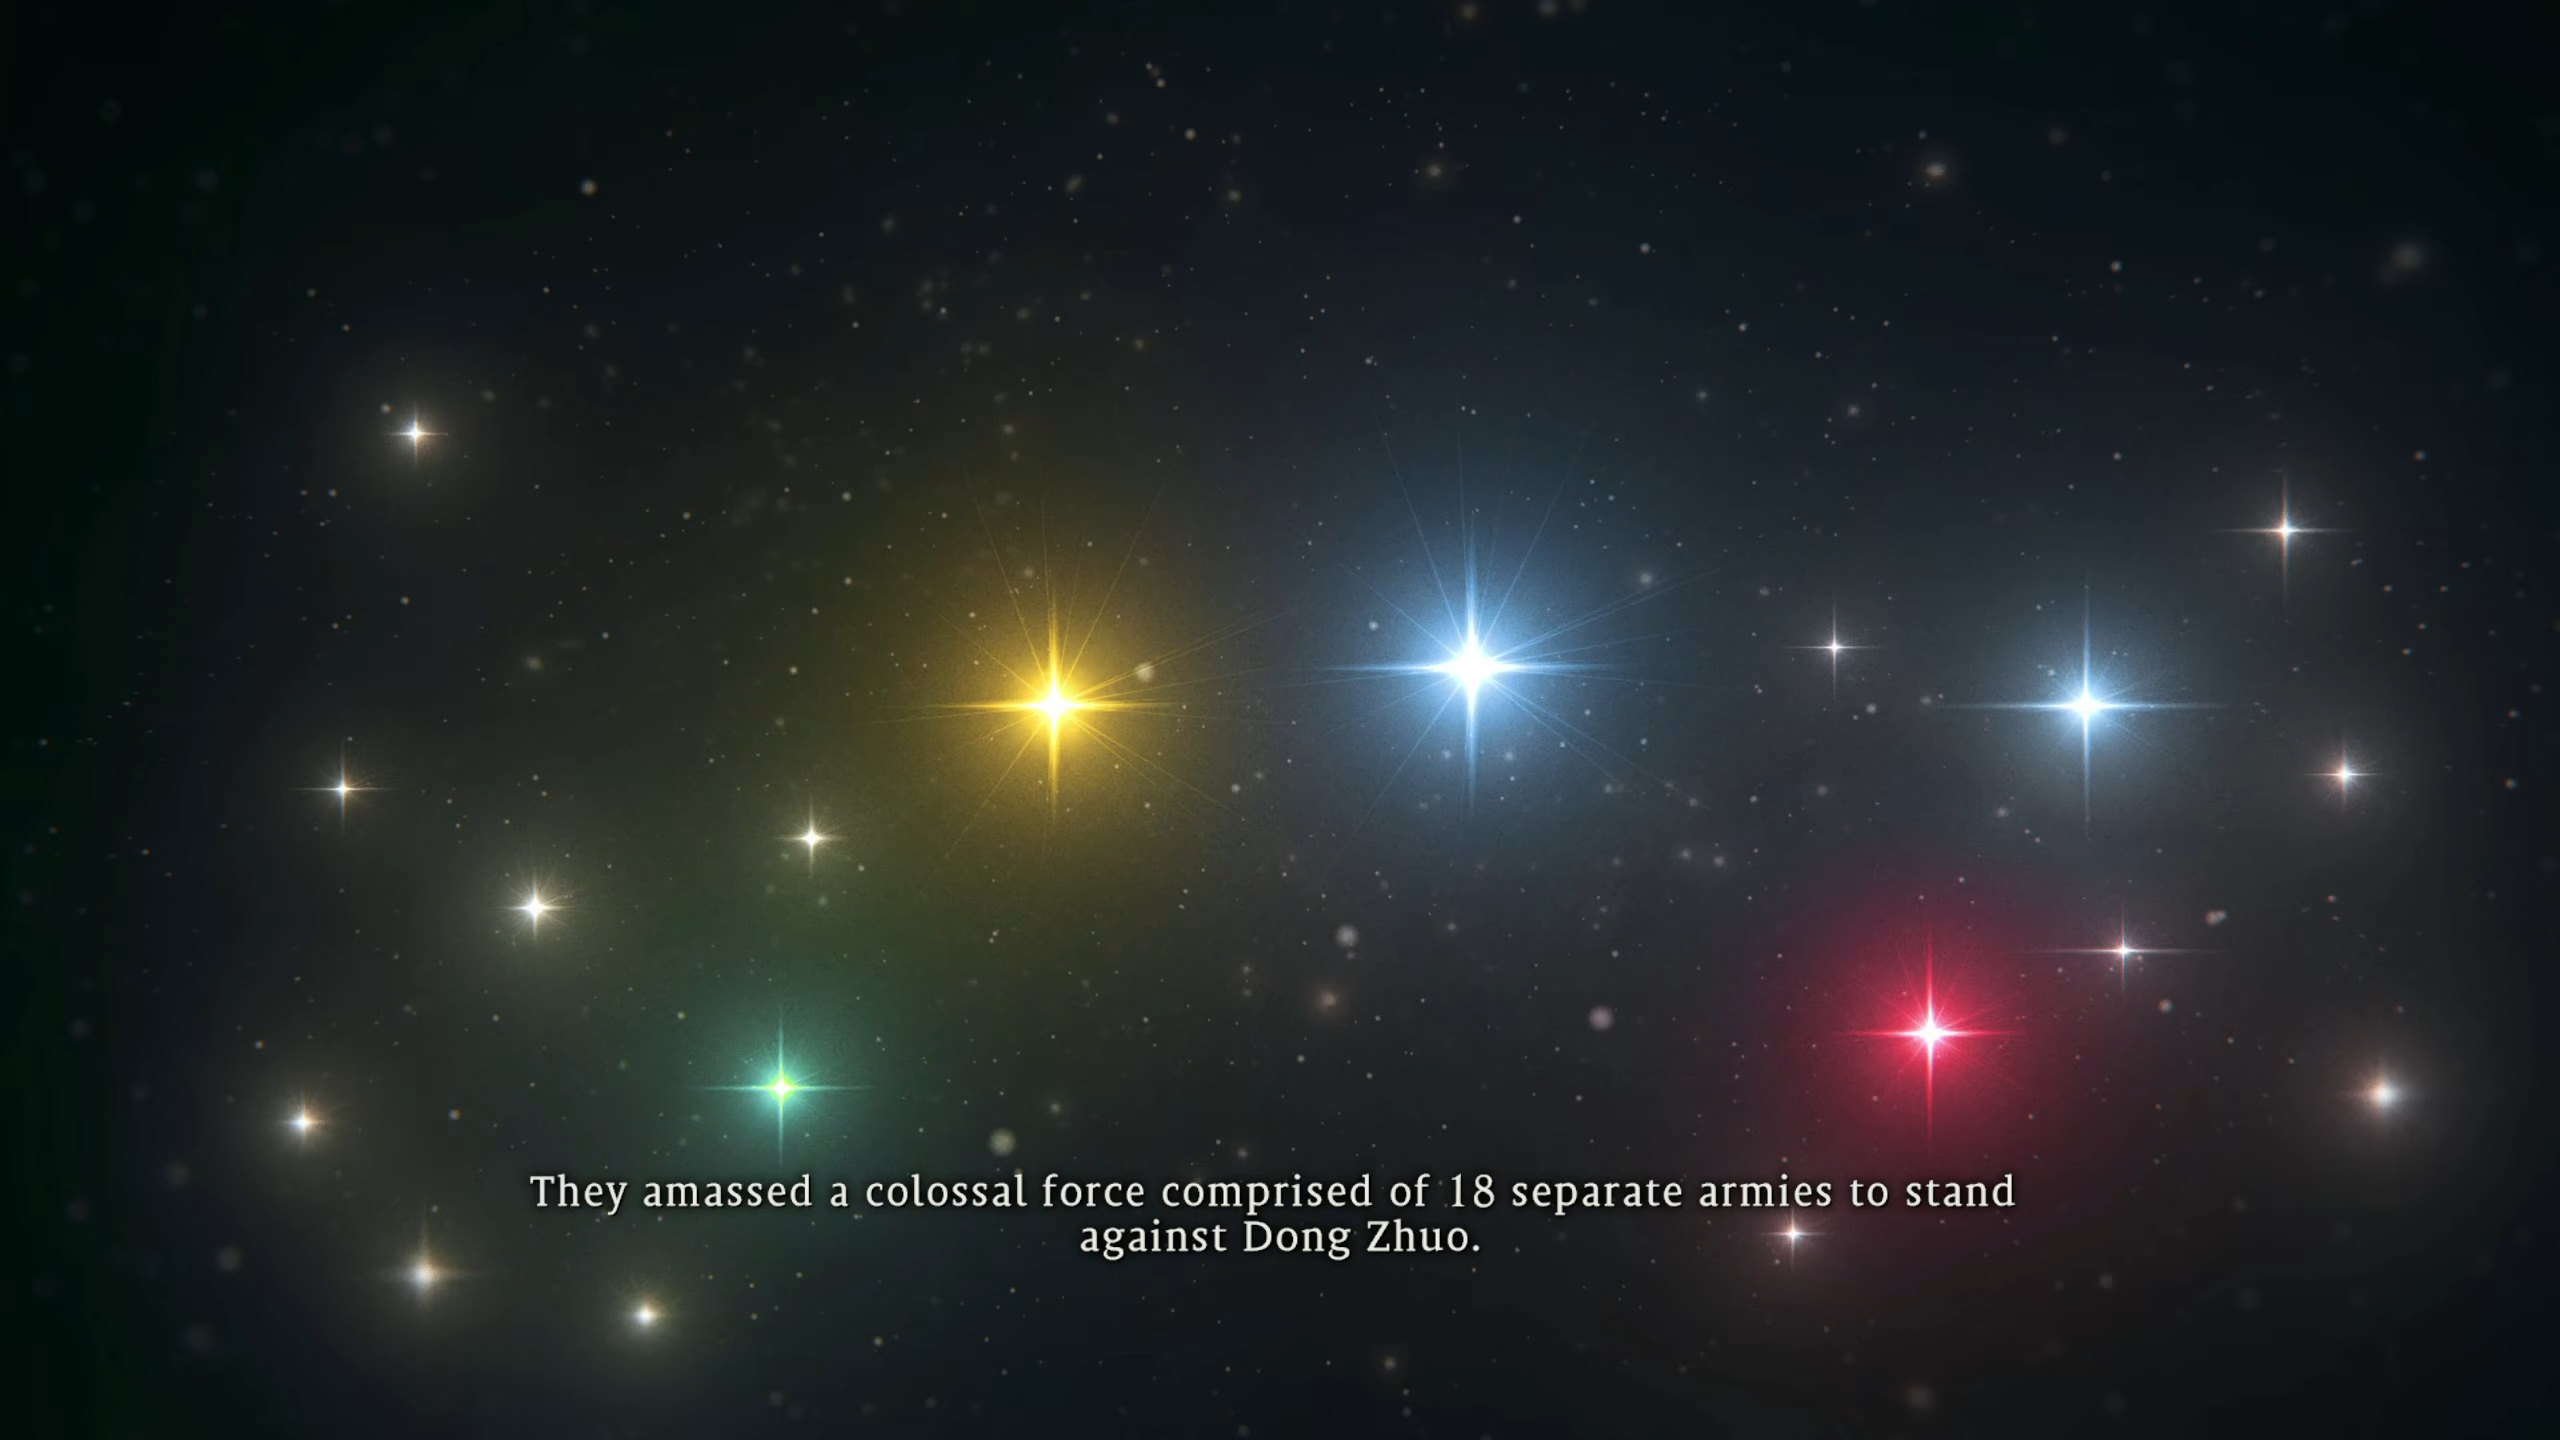 They amassed a colossal force comprised of 18 separate armies to stand
against Dong Zhuo.